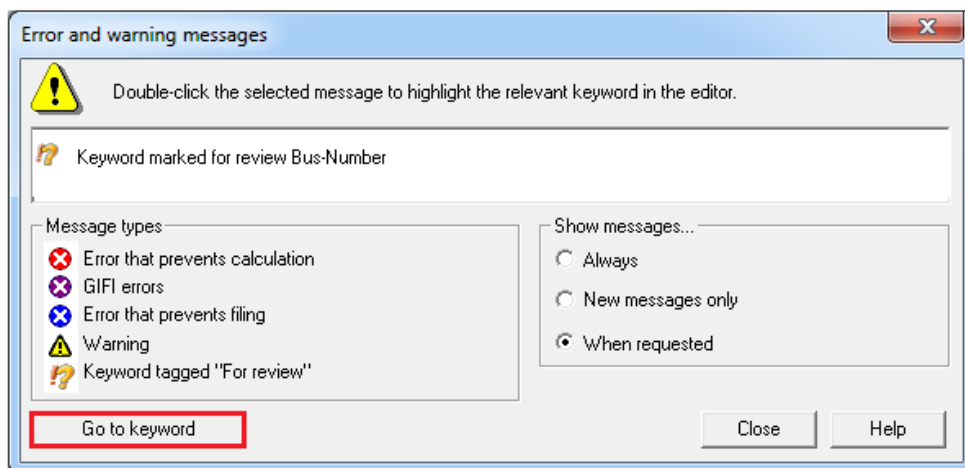 Error and warning messages
Double-click the selected message to highlight the relevant keyword in the editor.
Keyword marked for review Bus-Number
Message types
Error that prevents calculation
GIFI errors
Error that prevents filing
Warning
Keyword tagged "For review"
Show messages...
Always
New messages only
When requested
Go to keyword
Close
Help